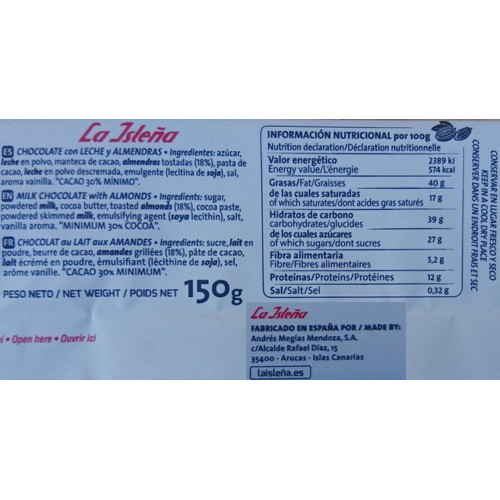 La Isleña
ES CHOCOLATE con LECHE y ALMENDRAS • Ingredientes: azúcar,
leche en polvo, manteca de cacao, almendras tostadas (18%), pasta de
cacao, leche en polvo descremada, emulgente (lecitina de soja), sal,
aroma vainilla. "CACAO 30% MÍNIMO".
EN MILK CHOCOLATE with ALMONDS • Ingredients: sugar,
powdered milk, cocoa butter, toasted almonds (18%), cocoa paste,
powdered skimmed milk, emulsifying agent (soya lecithin), salt,
vanilla aroma. "MINIMUM 30% COCOA".
FR CHOCOLAT au LAIT aux AMANDES • Ingredients: sucre, lait en
poudre, beurre de cacao, amandes grillées (18%), pâte de cacao,
lait écrémé en poudre, émulsifiant (lécithine de soja), sel,
arôme vanille. "CACAO 30% MINIMUM".
PESO NETO / NET WEIGHT / POIDS NET 150g
• Open here • Ouvrir ici
INFORMACIÓN NUTRICIONAL por 100g
Nutrition declaration/Déclaration nutritionnelle
Valor energético 2389 kJ
Energy value/L'énergie 574 kcal
Grasas/Fat/Graisses 40 g
de las cuales saturadas 17 g
of which saturates/dont acides gras saturés
Hidratos de carbono 39 g
carbohydrates/glucides
de los cuales azúcares 27 g
of which sugars/dont sucres
Fibra alimentaria 5,2 g
Fibre/Fibres alimentaires
Proteínas/Proteins/Protéines 12 g
Sal/Salt/Sel 0,32 g
CONSERVAR EN LUGAR FRESCO Y SECO
KEEP IN A COOL DRY PLACE
CONSERVER DANS UN ENDROIT FRAIS ET SEC
La Isleña
FABRICADO EN ESPAÑA POR / MADE BY:
Andrés Megías Mendoza, S.A.
c/Alcalde Rafael Díaz, 15
35400 · Arucas · Islas Canarias
laisleña.es